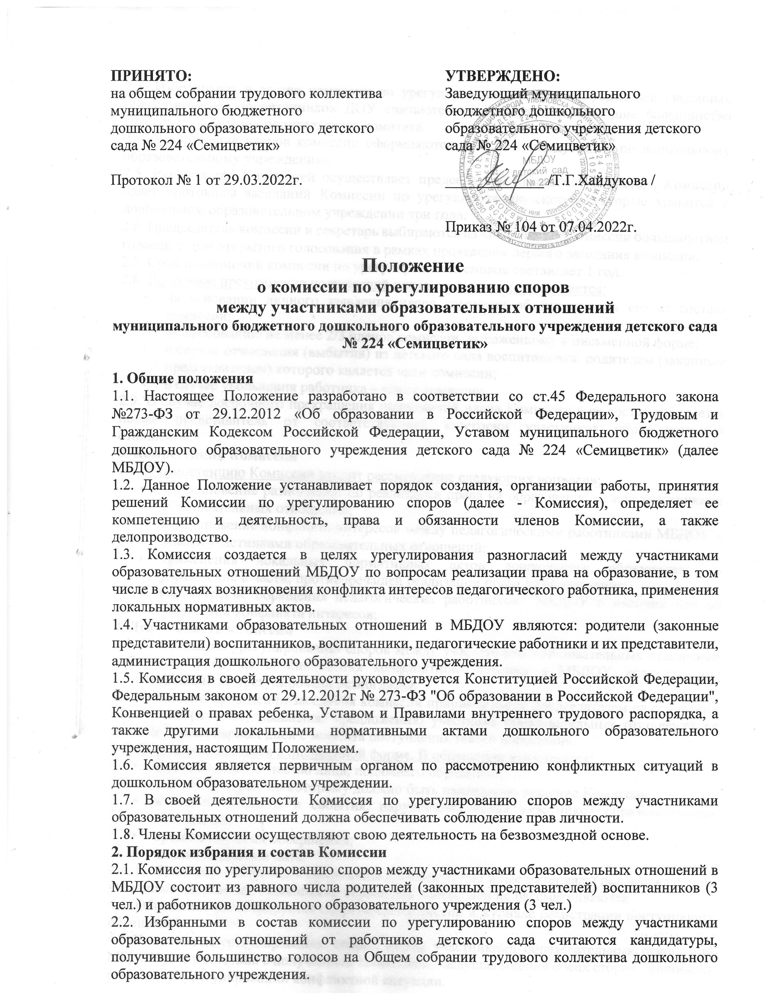 ПРИНЯТО:
на общем собрании трудового коллектива
муниципального бюджетного
дошкольного образовательного детского
сада № 224 «Семицветик»
Протокол № 1 от 29.03.2022г.
УТВЕРЖДЕНО:
Заведующий муниципального
бюджетного дошкольного
образовательного учреждения детского
сада № 224 «Семицветик»
/Т.Г.Хайдукова /
МБДОУ
детский сад
№ 224
Приказ № 104 от 07.04.2022г.
Положение
о комиссии по урегулированию споров
между участниками образовательных отношений
муниципального бюджетного дошкольного образовательного учреждения детского сада
№ 224 «Семицветик»
1. Общие положения
1.1. Настоящее Положение разработано в соответствии со ст.45 Федерального закона
№273-ФЗ от 29.12.2012 «Об образовании в Российской Федерации», Трудовым и
Гражданским Кодексом Российской Федерации, Уставом муниципального бюджетного
дошкольного образовательного учреждения детского сада № 224 «Семицветик» (далее
МБДОУ).
1.2. Данное Положение устанавливает порядок создания, организации работы, принятия
решений Комиссии по урегулированию споров (далее - Комиссия), определяет ее
компетенцию и деятельность, права и обязанности членов Комиссии, а также
делопроизводство.
1.3. Комиссия создается в целях урегулирования разногласий между участниками
образовательных отношений МБДОУ по вопросам реализации права на образование, в том
числе в случаях возникновения конфликта интересов педагогического работника, применения
локальных нормативных актов.
1.4. Участниками образовательных отношений в МБДОУ являются: родители (законные
представители) воспитанников, воспитанники, педагогические работники и их представители,
администрация дошкольного образовательного учреждения.
1.5. Комиссия в своей деятельности руководствуется Конституцией Российской Федерации,
Федеральным законом от 29.12.2012г № 273-ФЗ "Об образовании в Российской Федерации",
Конвенцией о правах ребенка, Уставом и Правилами внутреннего трудового распорядка, а
также другими локальными нормативными актами дошкольного образовательного
учреждения, настоящим Положением.
1.6. Комиссия является первичным органом по рассмотрению конфликтных ситуаций в
дошкольном образовательном учреждении.
1.7. В своей деятельности Комиссия по урегулированию споров между участниками
образовательных отношений должна обеспечивать соблюдение прав личности.
1.8. Члены Комиссии осуществляют свою деятельность на безвозмездной основе.
2. Порядок избрания и состав Комиссии
2.1. Комиссия по урегулированию споров между участниками образовательных отношений в
МБДОУ состоит из равного числа родителей (законных представителей) воспитанников (3
чел.) и работников дошкольного образовательного учреждения (3 чел.)
2.2. Избранными в состав комиссии по урегулированию споров между участниками
образовательных отношений от работников детского сада считаются кандидатуры,
получившие большинство голосов на Общем собрании трудового коллектива дошкольного
образовательного учреждения.